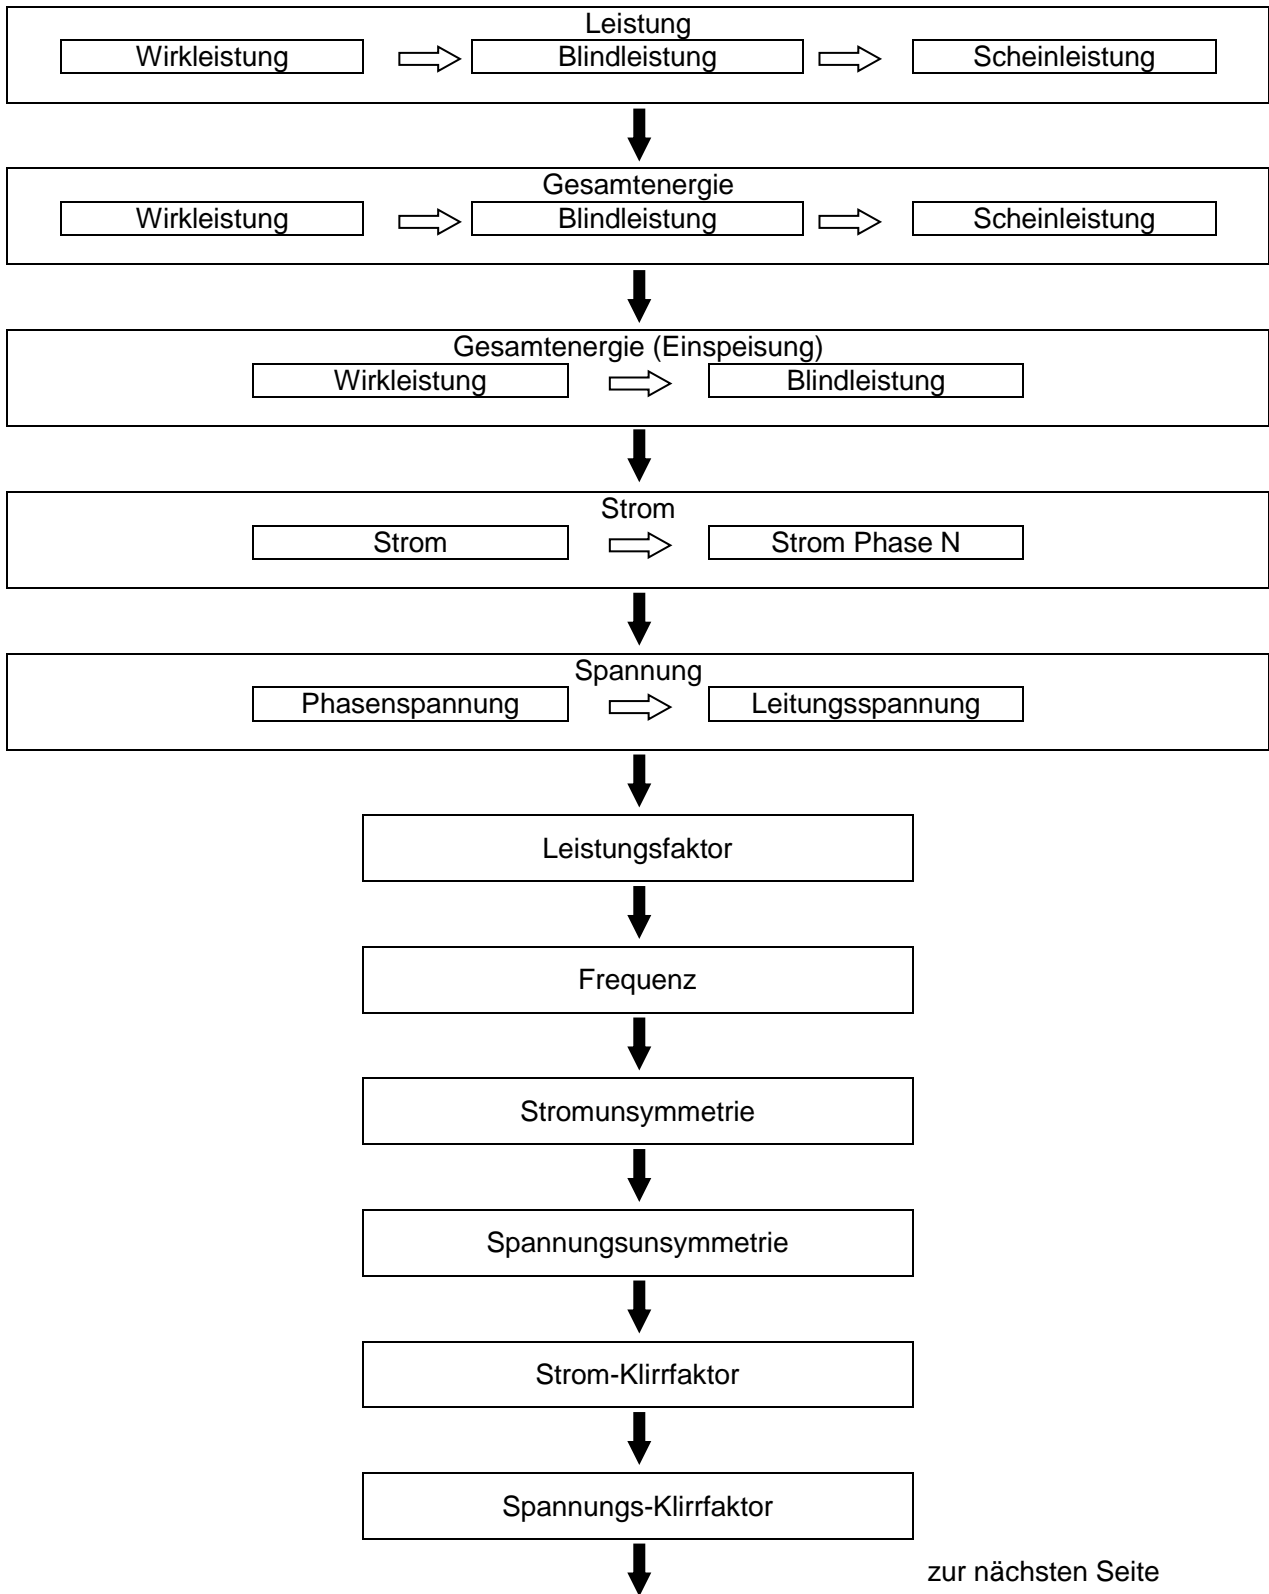 Leistung
Wirkleistung Blindleistung Scheinleistung
Gesamtenergie
Wirkleistung Blindleistung Scheinleistung
Gesamtenergie (Einspeisung)
Wirkleistung Blindleistung
Strom
Strom Strom Phase N
Spannung
Phasenspannung Leitungsspannung
Leistungsfaktor
Frequenz
Stromunsymmetrie
Spannungsunsymmetrie
Strom-Klirrfaktor
Spannungs-Klirrfaktor
zur nächsten Seite